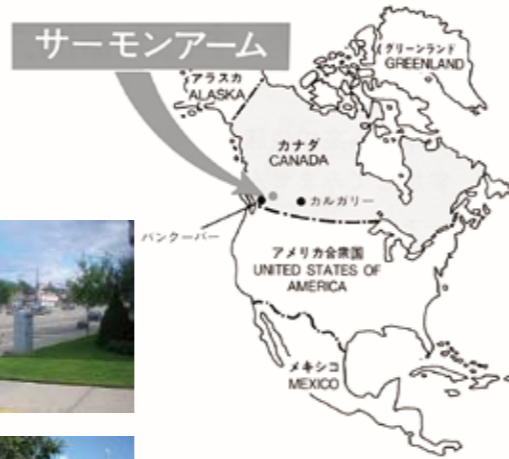 サーモンアーム
グリーンランド
GREENLAND
アラスカ
ALASKA
カナダ
CANADA
カルガリー
バンクーバー
アメリカ合衆国
UNITED STATES OF
AMERICA
メキシコ
MEXICO